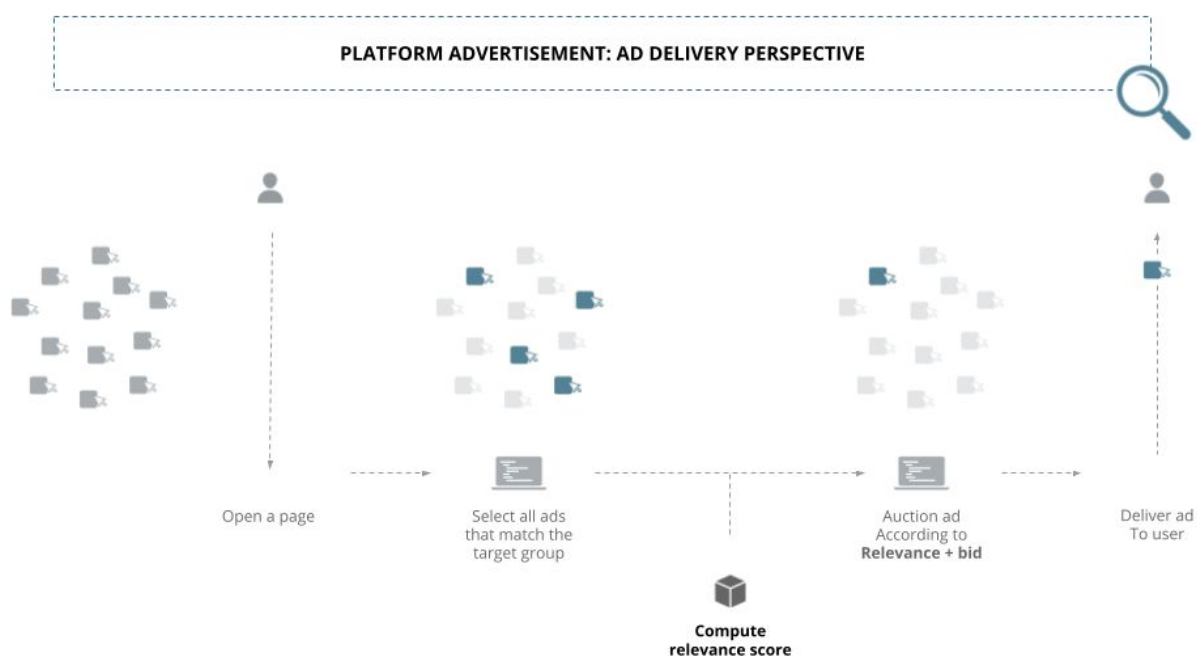 PLATFORM ADVERTISEMENT: AD DELIVERY PERSPECTIVE
Open a page
Select all ads
that match the
target group
Auction ad
According to
Relevance + bid
Deliver ad
To user
Compute
relevance score